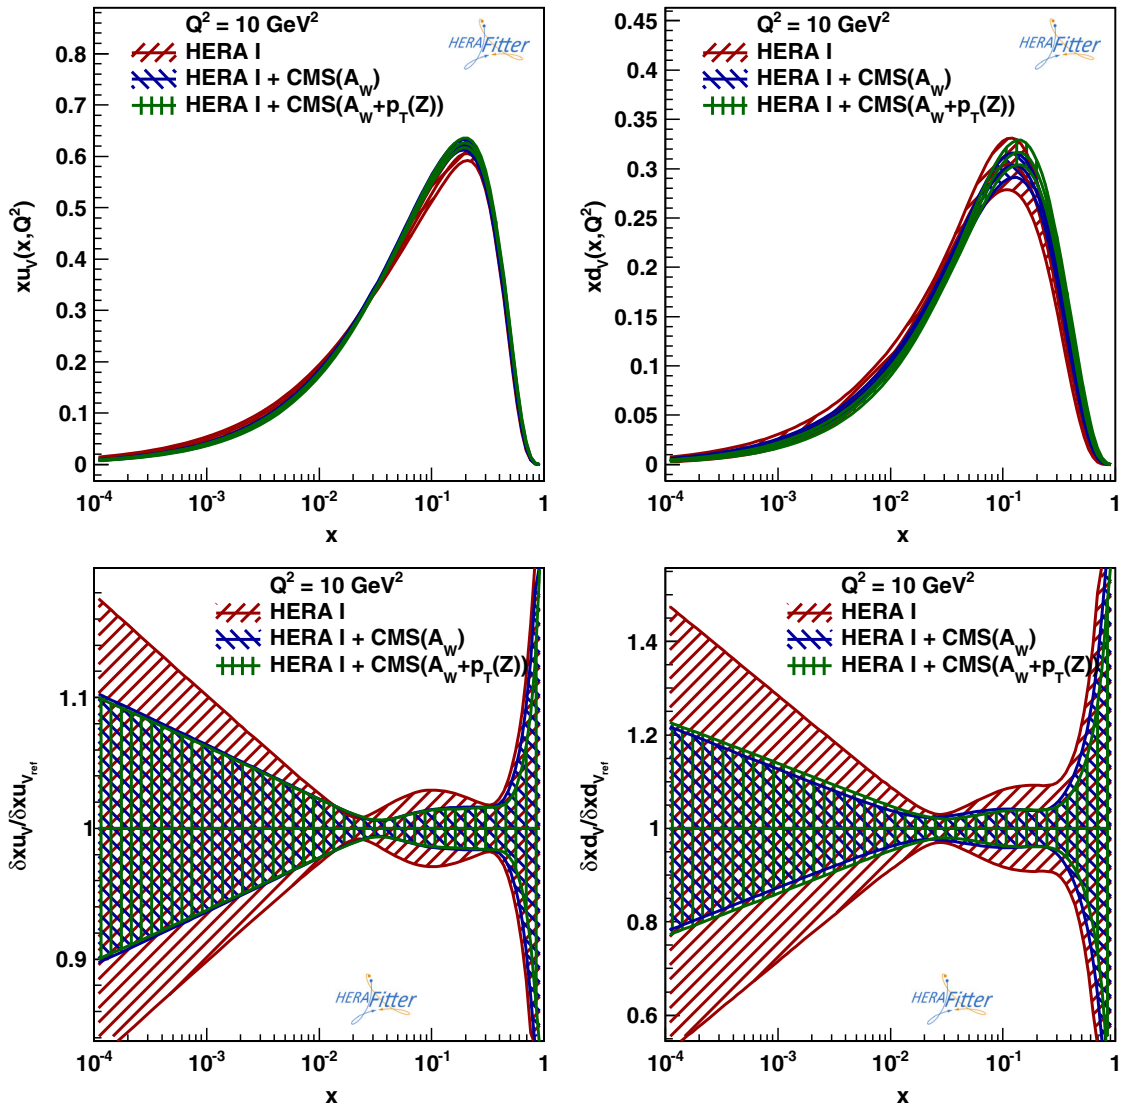 Q² = 10 GeV²
HERA I
HERA I + CMS(A_W)
HERA I + CMS(A_W+p_T(Z))
HERAFitter
xu_V(x,Q²)
0.8
0.7
0.6
0.5
0.4
0.3
0.2
0.1
0
10⁻⁴
10⁻³
10⁻²
10⁻¹
1
x
Q² = 10 GeV²
HERA I
HERA I + CMS(A_W)
HERA I + CMS(A_W+p_T(Z))
HERAFitter
xd_V(x,Q²)
0.45
0.4
0.35
0.3
0.25
0.2
0.15
0.1
0.05
0
10⁻⁴
10⁻³
10⁻²
10⁻¹
1
x
Q² = 10 GeV²
HERA I
HERA I + CMS(A_W)
HERA I + CMS(A_W+p_T(Z))
δxu_V/δxu_V_ref
1.1
1
0.9
HERAFitter
10⁻⁴
10⁻³
10⁻²
10⁻¹
1
x
Q² = 10 GeV²
HERA I
HERA I + CMS(A_W)
HERA I + CMS(A_W+p_T(Z))
δxd_V/δxd_V_ref
1.4
1.2
1
0.8
0.6
HERAFitter
10⁻⁴
10⁻³
10⁻²
10⁻¹
1
x